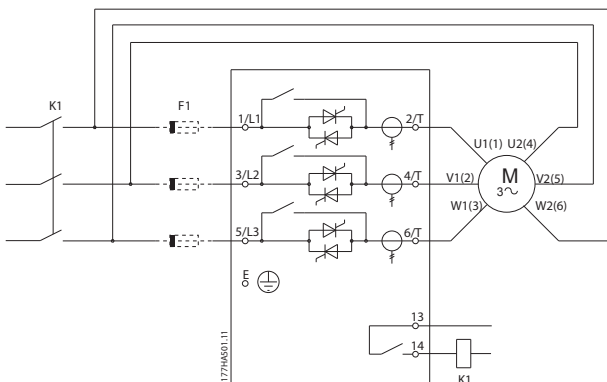 K1
F1
1/L1
2/T
U1(1)
U2(4)
3/L2
4/T
V1(2)
M
3~
V2(5)
W1(3)
W2(6)
5/L3
6/T
E
13
14
K1
177HA501.11